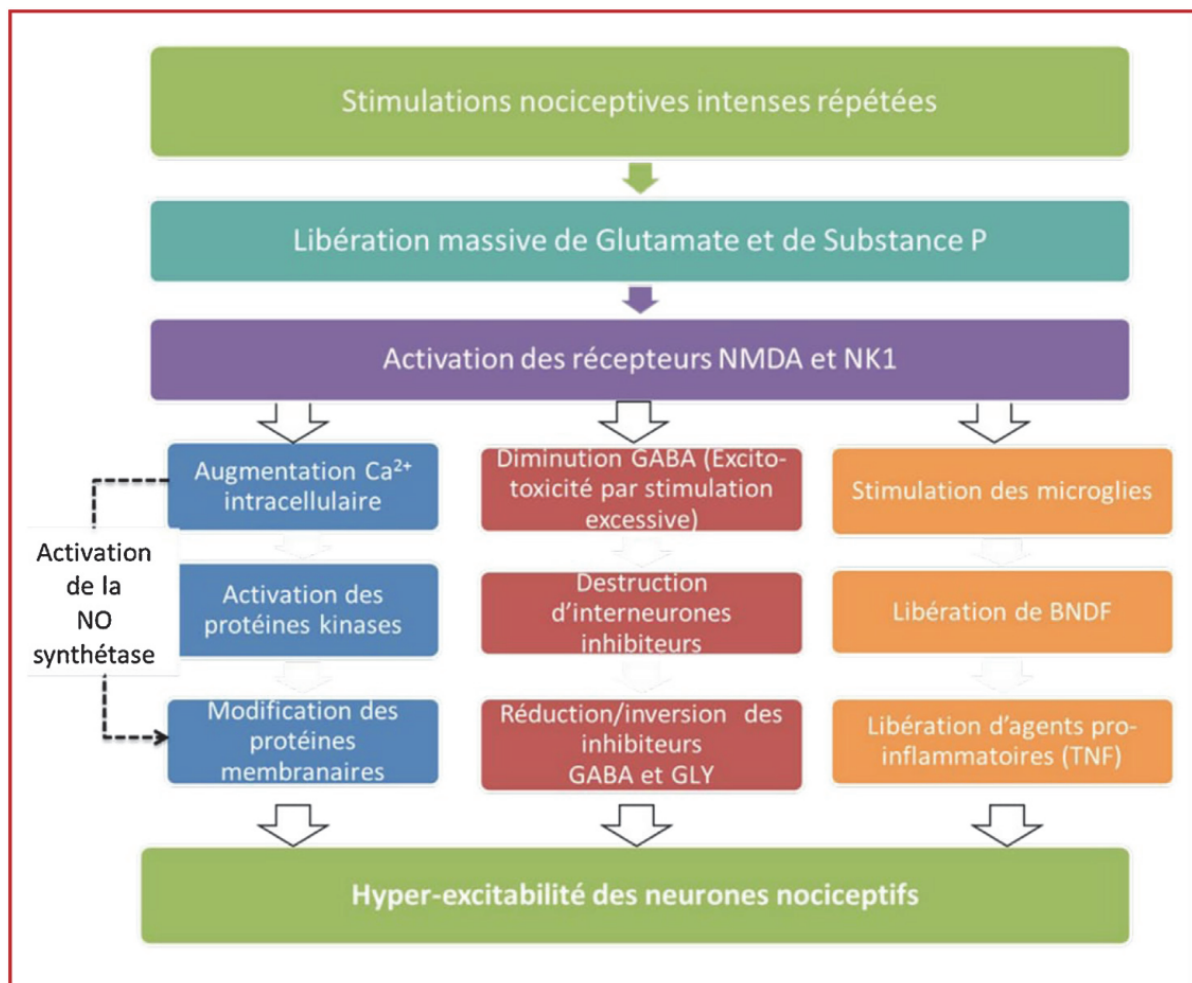 Stimulations nociceptives intenses répétées
Libération massive de Glutamate et de Substance P
Activation des récepteurs NMDA et NK1
Augmentation Ca²⁺
intracellulaire
Activation des
protéines kinases
Modification des
protéines
membranaires
Activation
de la
NO
synthétase
Diminution GABA (Excito-
toxicité par stimulation
excessive)
Destruction
d'interneurones
inhibiteurs
Réduction/inversion des
inhibiteurs
GABA et GLY
Stimulation des microglies
Libération de BNDF
Libération d'agents pro-
inflammatoires (TNF)
Hyper-excitabilité des neurones nociceptifs